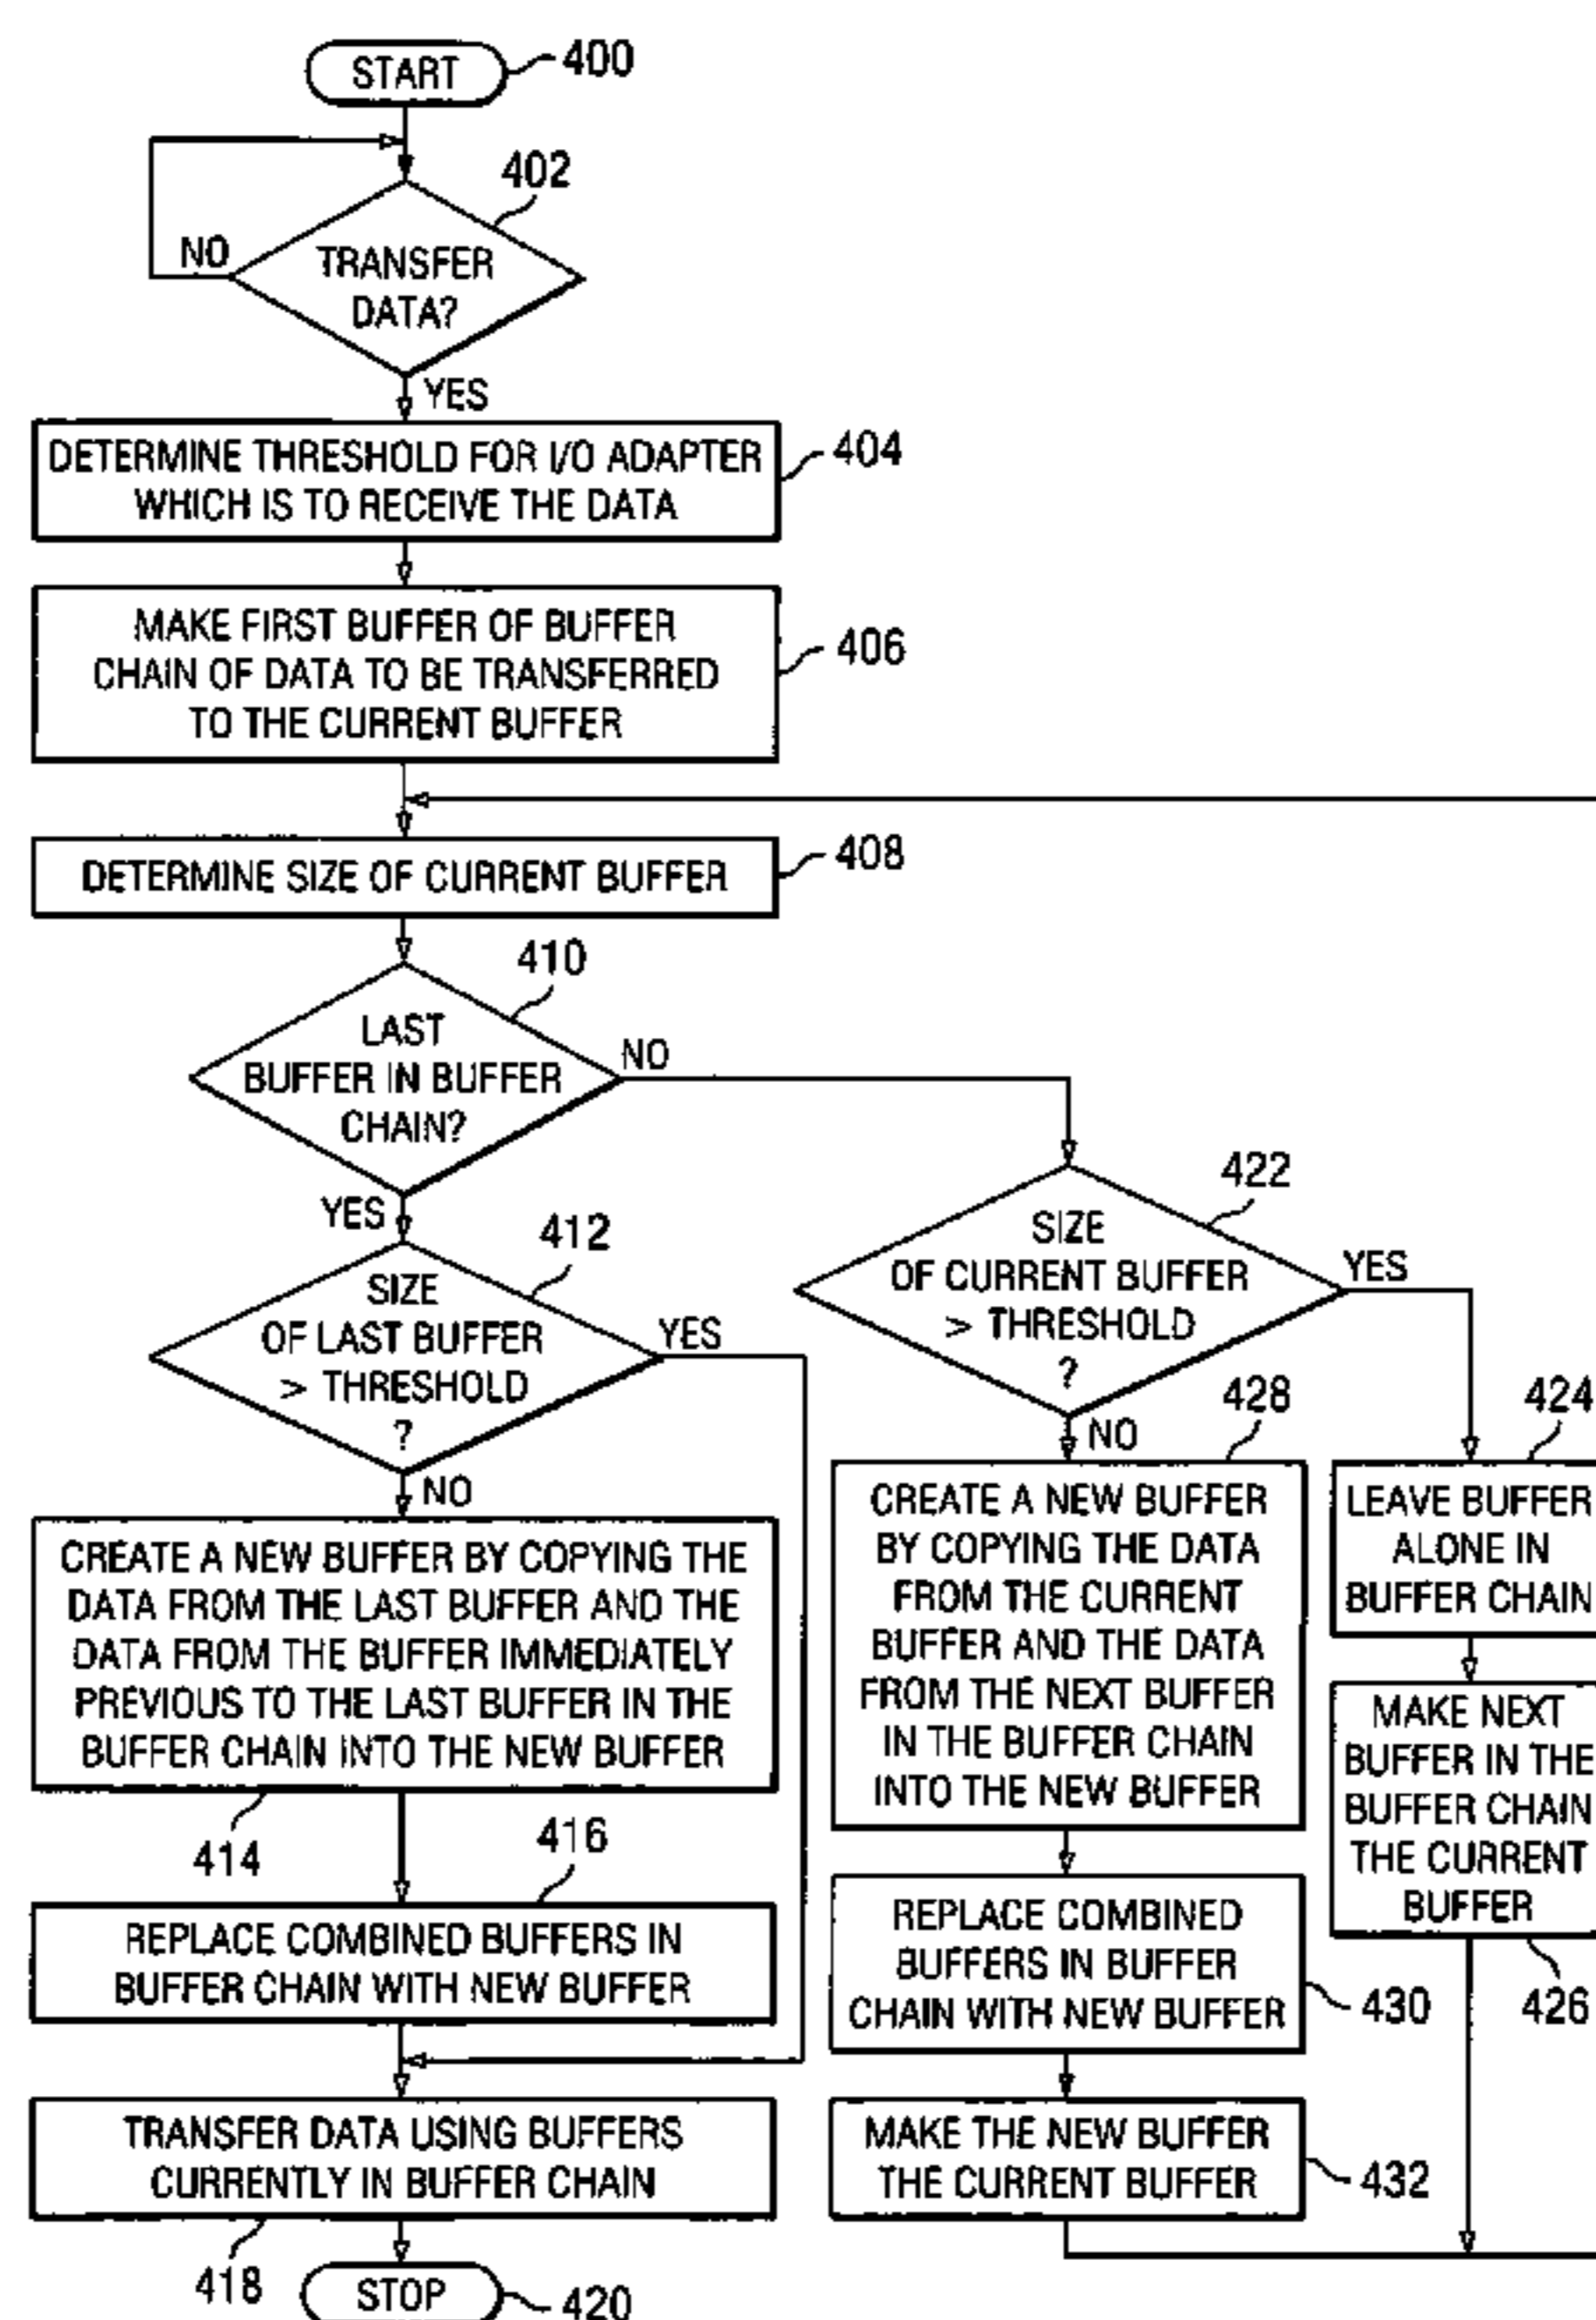 START
400
402
NO
TRANSFER
DATA?
YES
DETERMINE THRESHOLD FOR I/O ADAPTER
WHICH IS TO RECEIVE THE DATA
404
MAKE FIRST BUFFER OF BUFFER
CHAIN OF DATA TO BE TRANSFERRED
TO THE CURRENT BUFFER
406
DETERMINE SIZE OF CURRENT BUFFER
408
410
LAST
BUFFER IN BUFFER
CHAIN?
NO
YES
412
SIZE
OF LAST BUFFER
> THRESHOLD
?
YES
NO
CREATE A NEW BUFFER BY COPYING THE
DATA FROM THE LAST BUFFER AND THE
DATA FROM THE BUFFER IMMEDIATELY
PREVIOUS TO THE LAST BUFFER IN THE
BUFFER CHAIN INTO THE NEW BUFFER
414
416
REPLACE COMBINED BUFFERS IN
BUFFER CHAIN WITH NEW BUFFER
TRANSFER DATA USING BUFFERS
CURRENTLY IN BUFFER CHAIN
418
STOP
420
422
SIZE
OF CURRENT BUFFER
> THRESHOLD
?
YES
NO
428
CREATE A NEW BUFFER
BY COPYING THE DATA
FROM THE CURRENT
BUFFER AND THE DATA
FROM THE NEXT BUFFER
IN THE BUFFER CHAIN
INTO THE NEW BUFFER
REPLACE COMBINED
BUFFERS IN BUFFER
CHAIN WITH NEW BUFFER
430
MAKE THE NEW BUFFER
THE CURRENT BUFFER
432
424
LEAVE BUFFER
ALONE IN
BUFFER CHAIN
MAKE NEXT
BUFFER IN THE
BUFFER CHAIN
THE CURRENT
BUFFER
426